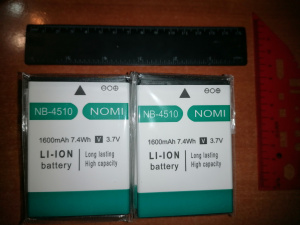 NB-4510 NOMI
1600mAh 7.4Wh V 3.7V
LI-ION
battery
Long lasting
High capacity
NB-4510 NOMI
1600mAh 7.4Wh V 3.7V
LI-ION
battery
Long lasting
High capacity